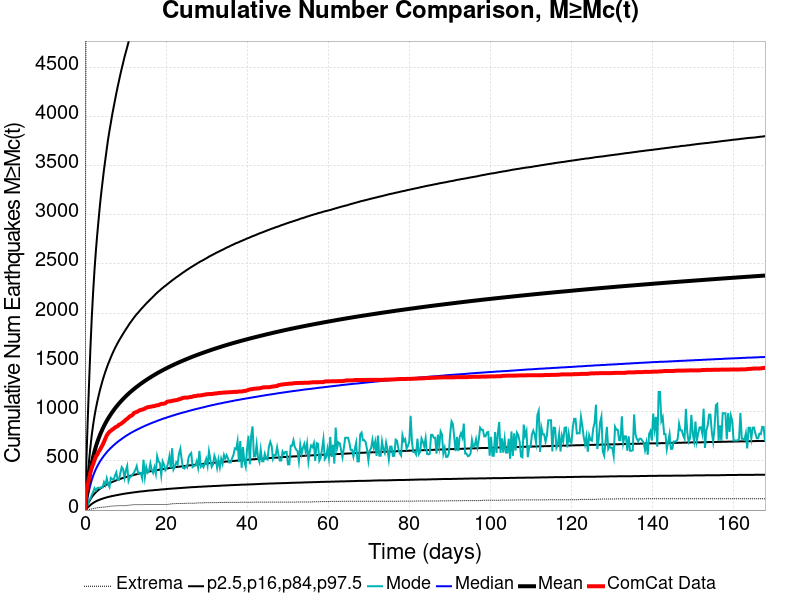 Cumulative Number Comparison, M≥Mc(t)
Cumulative Num Earthquakes M≥Mc(t)
4500
4000
3500
3000
2500
2000
1500
1000
500
0
0 20 40 60 80 100 120 140 160
Time (days)
Extrema p2.5,p16,p84,p97.5 Mode Median Mean ComCat Data